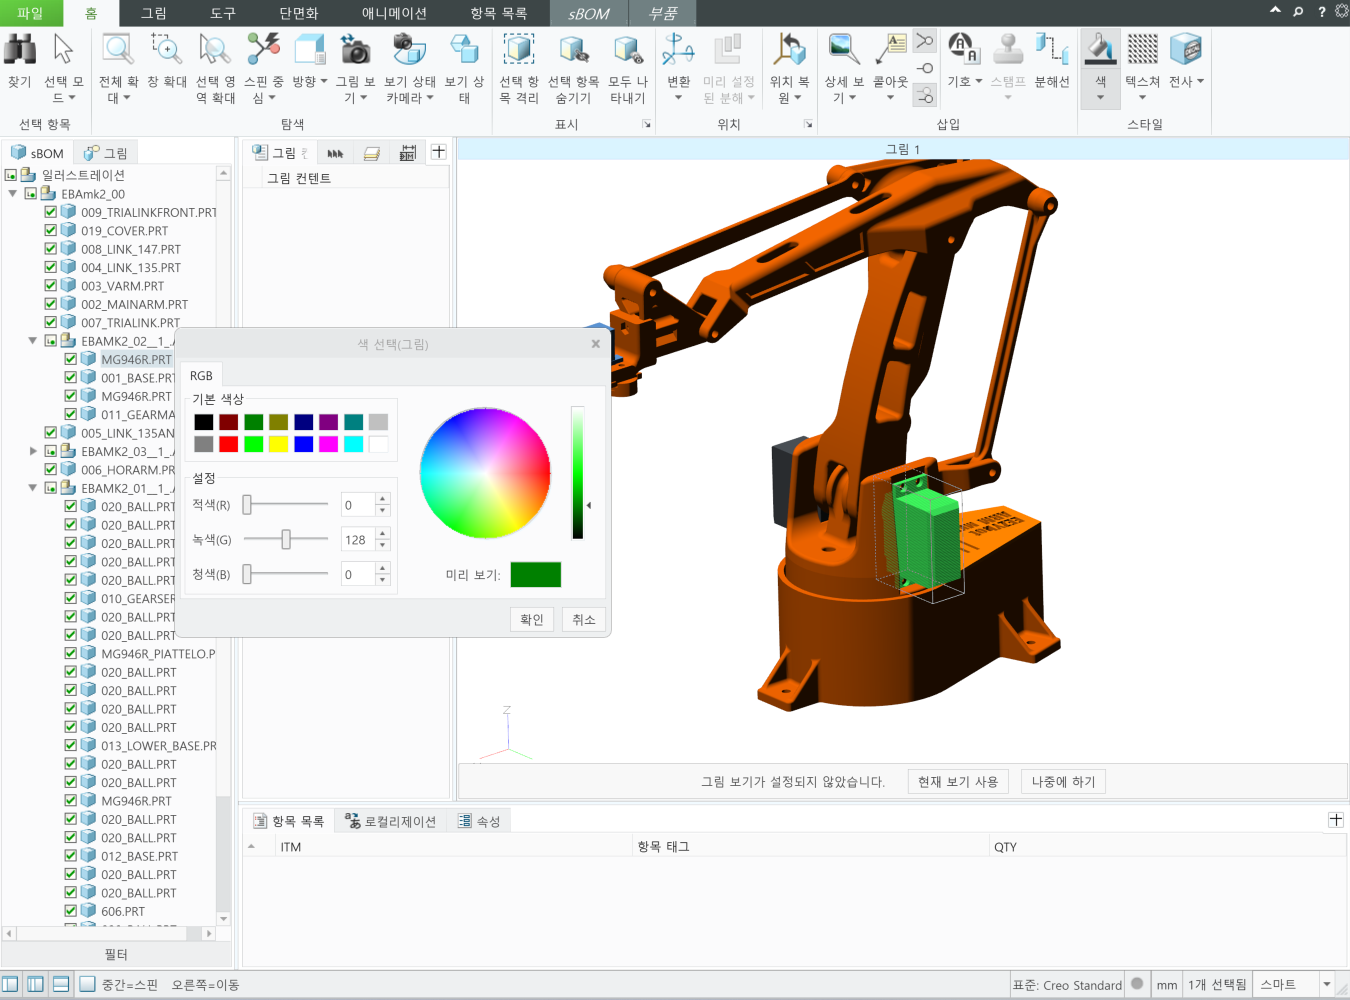 파일 홈 그림 도구 단면화 애니메이션 항목 목록 sBOM 부품
찾기
선택 모드
전체 확대
창 확대
선택 영역 확대
스핀 중심
방향
그림 보기
보기 상태 카메라
보기 상태
선택 항목 격리
선택 항목 숨기기
모두 나타내기
변환
미리 설정된 분해
위치 복원
상세 보기
콜아웃
기호
스탬프
분해선
색
텍스쳐
전사
선택 항목 탐색 표시 위치 삽입 스타일
sBOM 그림
일러스트레이션
EBAmk2_00
009_TRIALINKFRONT.PRT
019_COVER.PRT
008_LINK_147.PRT
004_LINK_135.PRT
003_VARM.PRT
002_MAINARM.PRT
007_TRIALINK.PRT
EBAMK2_02__1_.A
MG946R.PRT
001_BASE.PRT
MG946R.PRT
011_GEARMA
005_LINK_135AN
EBAMK2_03__1_.A
006_HORARM.PR
EBAMK2_01__1_.A
020_BALL.PRT
020_BALL.PRT
020_BALL.PRT
020_BALL.PRT
020_BALL.PRT
010_GEARSER
020_BALL.PRT
020_BALL.PRT
MG946R_PIATTELO.P
020_BALL.PRT
020_BALL.PRT
020_BALL.PRT
020_BALL.PRT
013_LOWER_BASE.PR
020_BALL.PRT
020_BALL.PRT
MG946R.PRT
020_BALL.PRT
020_BALL.PRT
012_BASE.PRT
020_BALL.PRT
020_BALL.PRT
606.PRT
필터
그림
그림 컨텐트
그림 1
Z
색 선택(그림)
RGB
기본 색상
설정
적색(R) 0
녹색(G) 128
청색(B) 0
미리 보기:
확인 취소
그림 보기가 설정되지 않았습니다. 현재 보기 사용 나중에 하기
항목 목록 로컬리제이션 속성
ITM 항목 태그 QTY
중간=스핀 오른쪽=이동 표준: Creo Standard mm 1개 선택됨 스마트